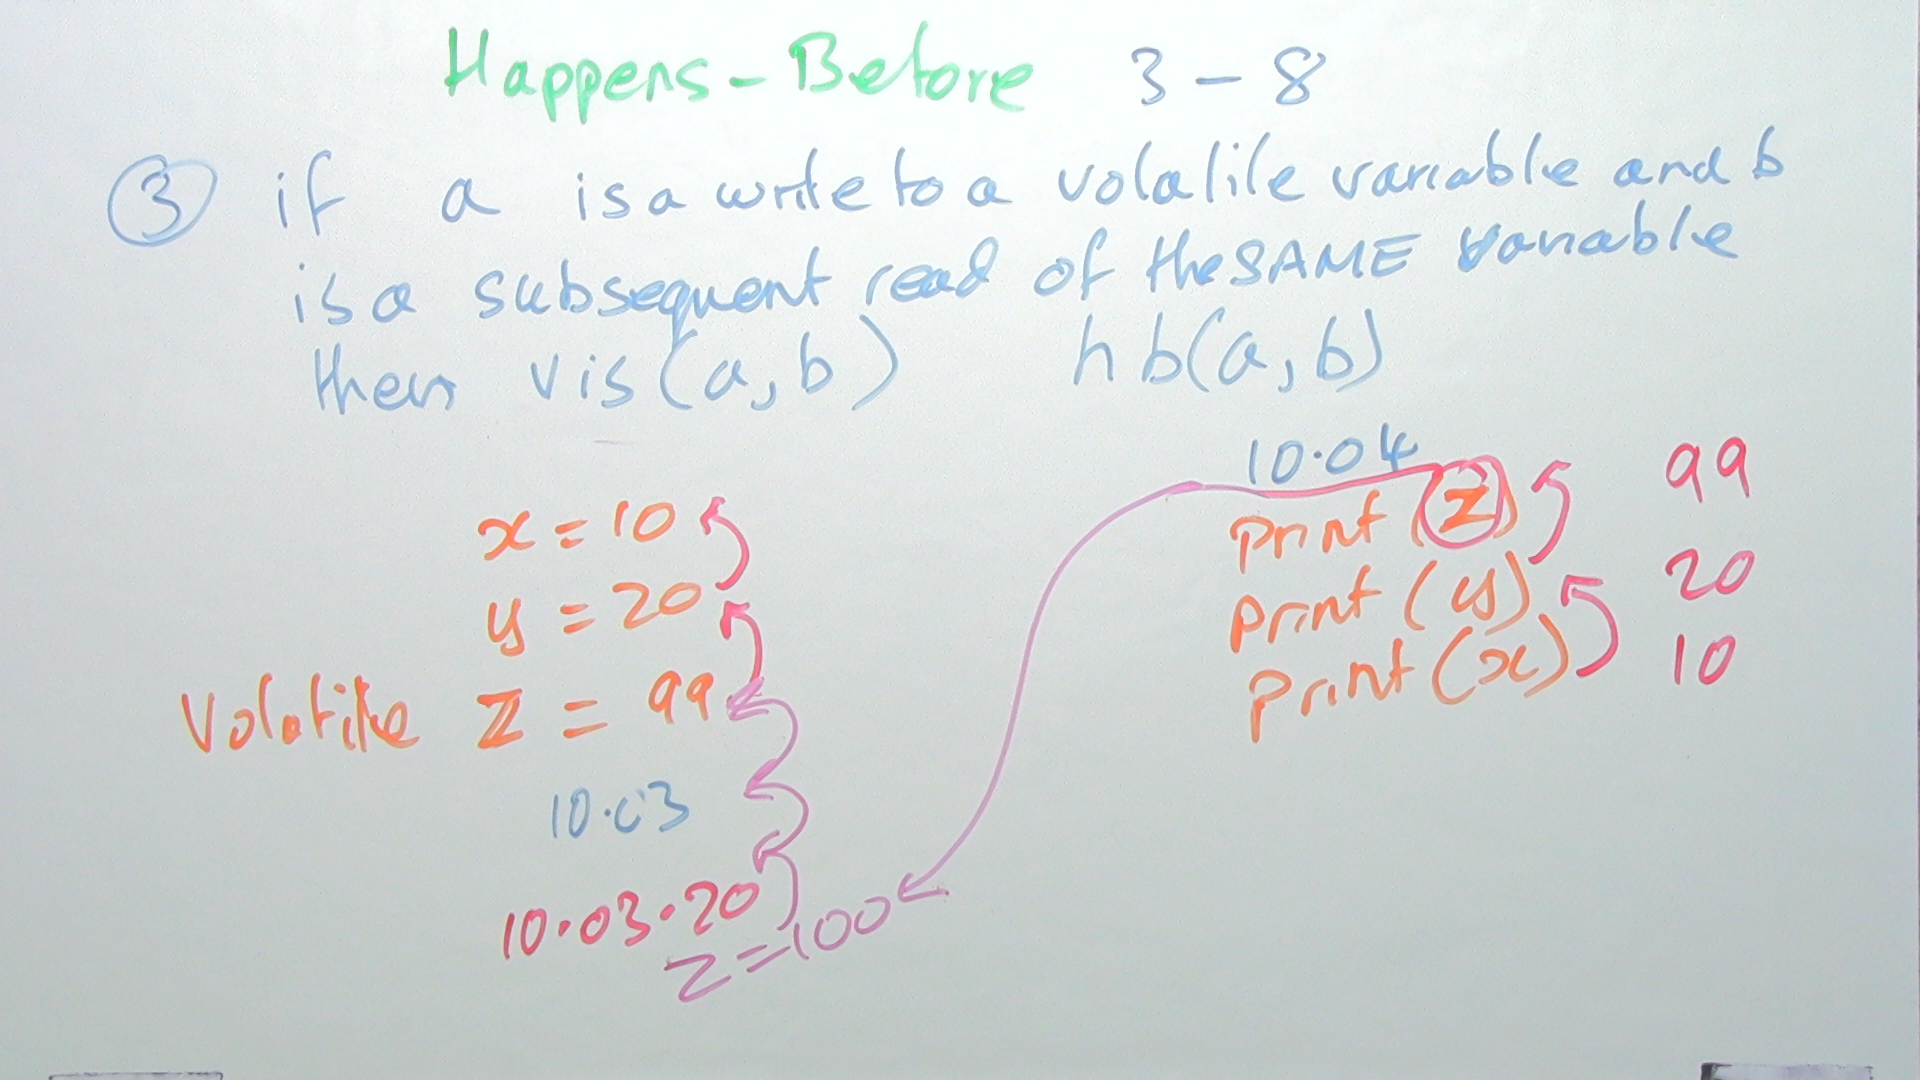 Happens-Before 3-8
③ if a is a write to a volatile variable and b
is a subsequent read of the SAME variable
then vis(a,b) hb(a,b)
x = 10
y = 20
Volatile z = 99
10.03
10.03.20
z=100
10.04
print (z) 99
print (y) 20
print (x) 10